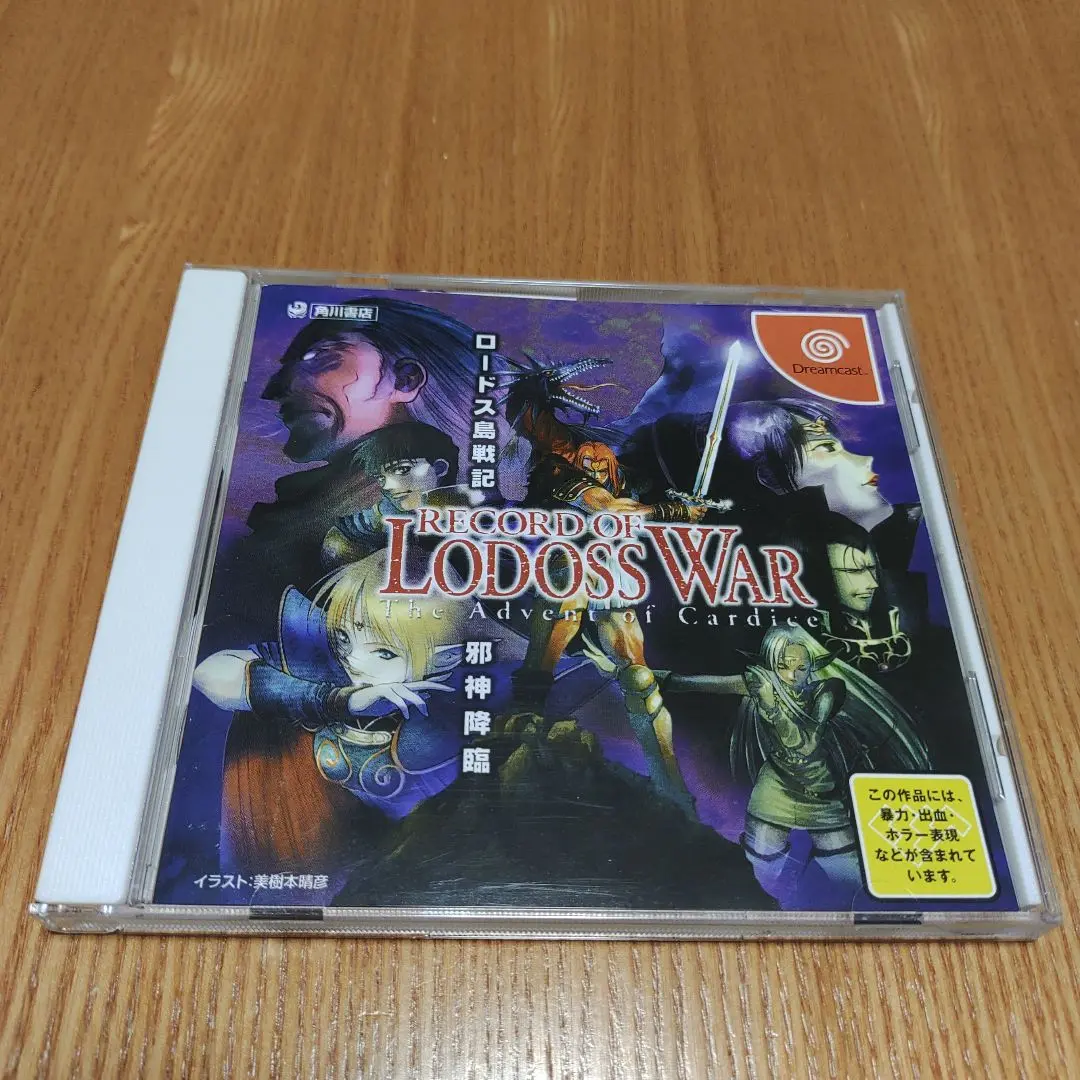 角川書店
Dreamcast™
ロードス島戦記
RECORD OF
LODOSS WAR
The Advent of Cardice
邪神降臨
この作品には、
暴力・出血・
ホラー表現
などが含まれて
います。
イラスト:美樹本晴彦